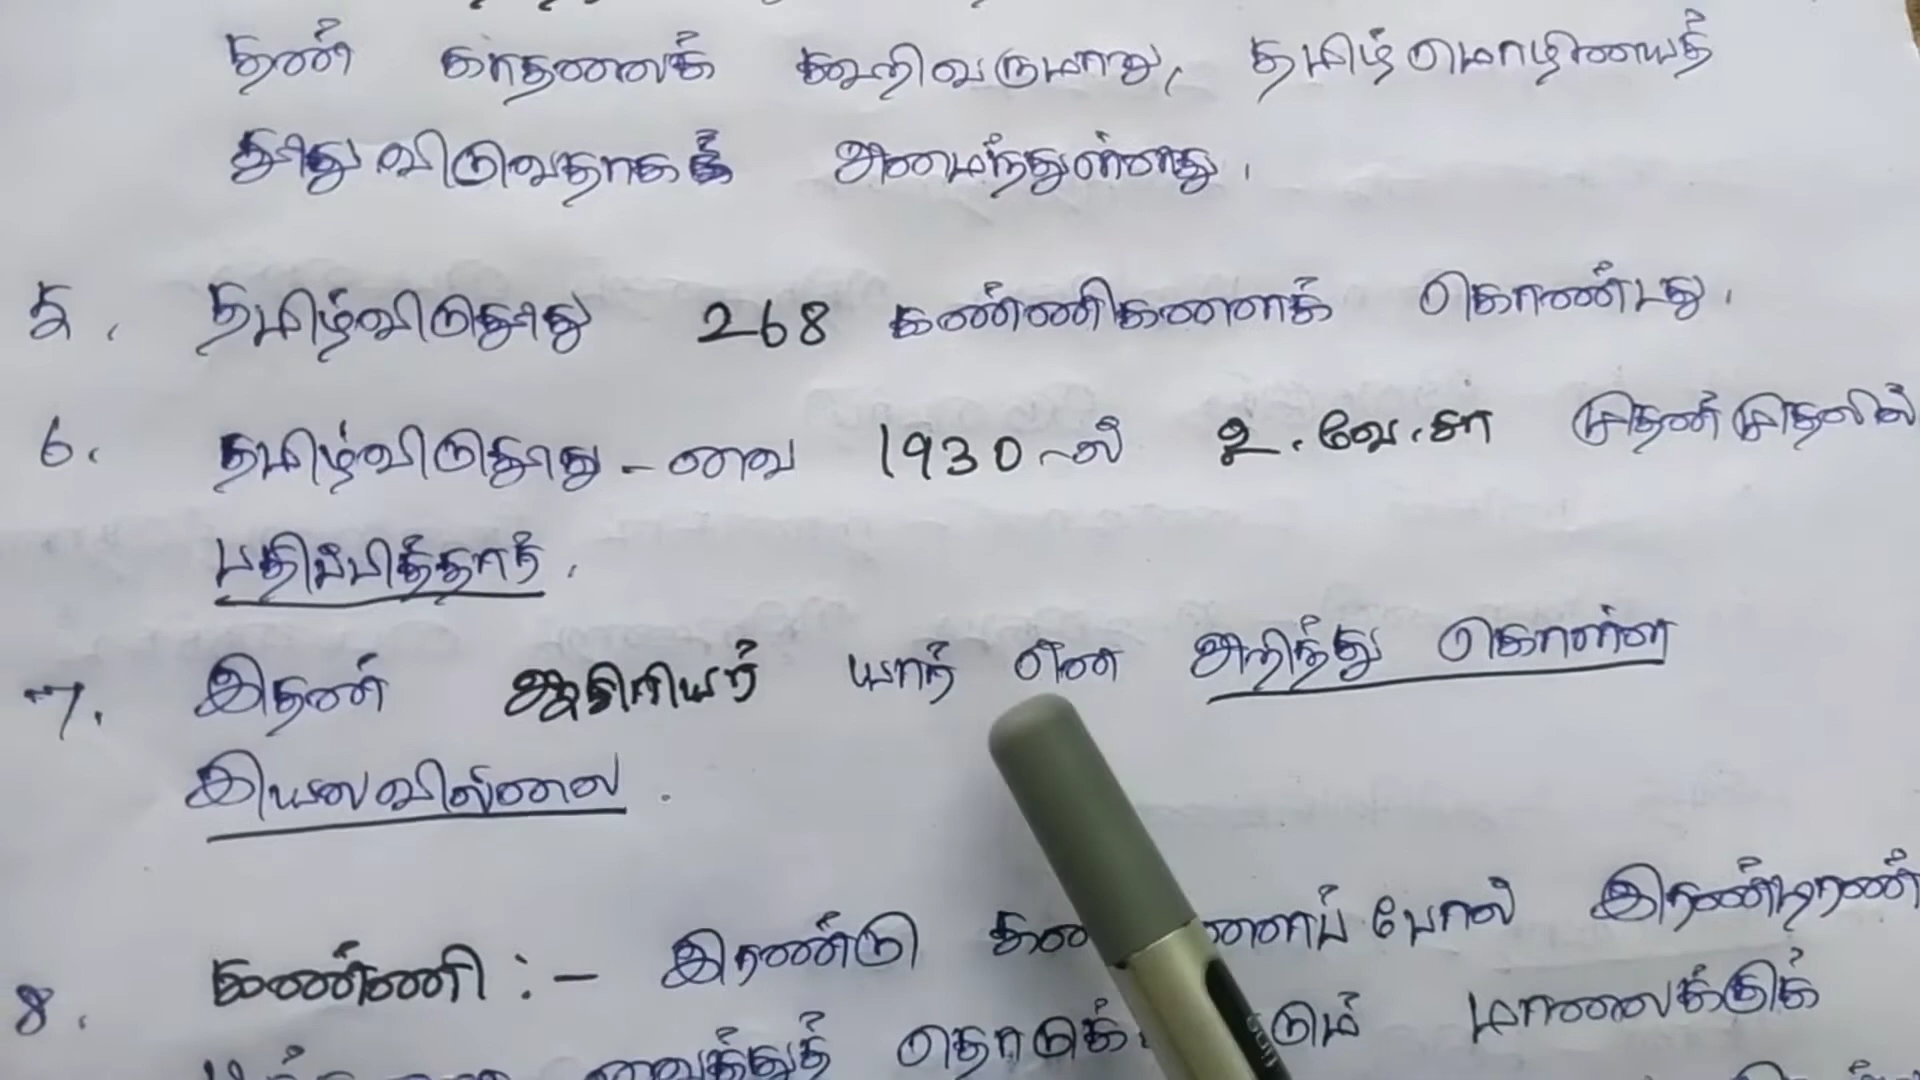 தன் காதலைக் கூறிவருமாறு, தமிழ் மொழியைத்
தூது விடுவதாகக் அமைந்துள்ளது.
5. தமிழ்விடுதூது 268 கண்ணிகளைக் கொண்டது.
6. தமிழ்விடுதூது - வை 1930-ல் உ.வே.சா முதன் முதலில்
பதிப்பித்தார்.
7. இதன் ஆசிரியர் யார் என அறிந்து கொள்ள
இயலவில்லை.
8. கண்ணி :- இரண்டு போல் இரண்டிரண்
வைத்துத் மாலைக்குக்